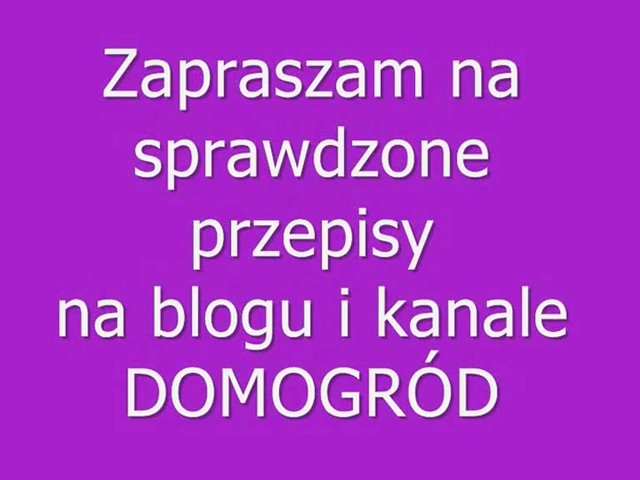 Zapraszam na
sprawdzone
przepisy
na blogu i kanale
DOMOGRÓD